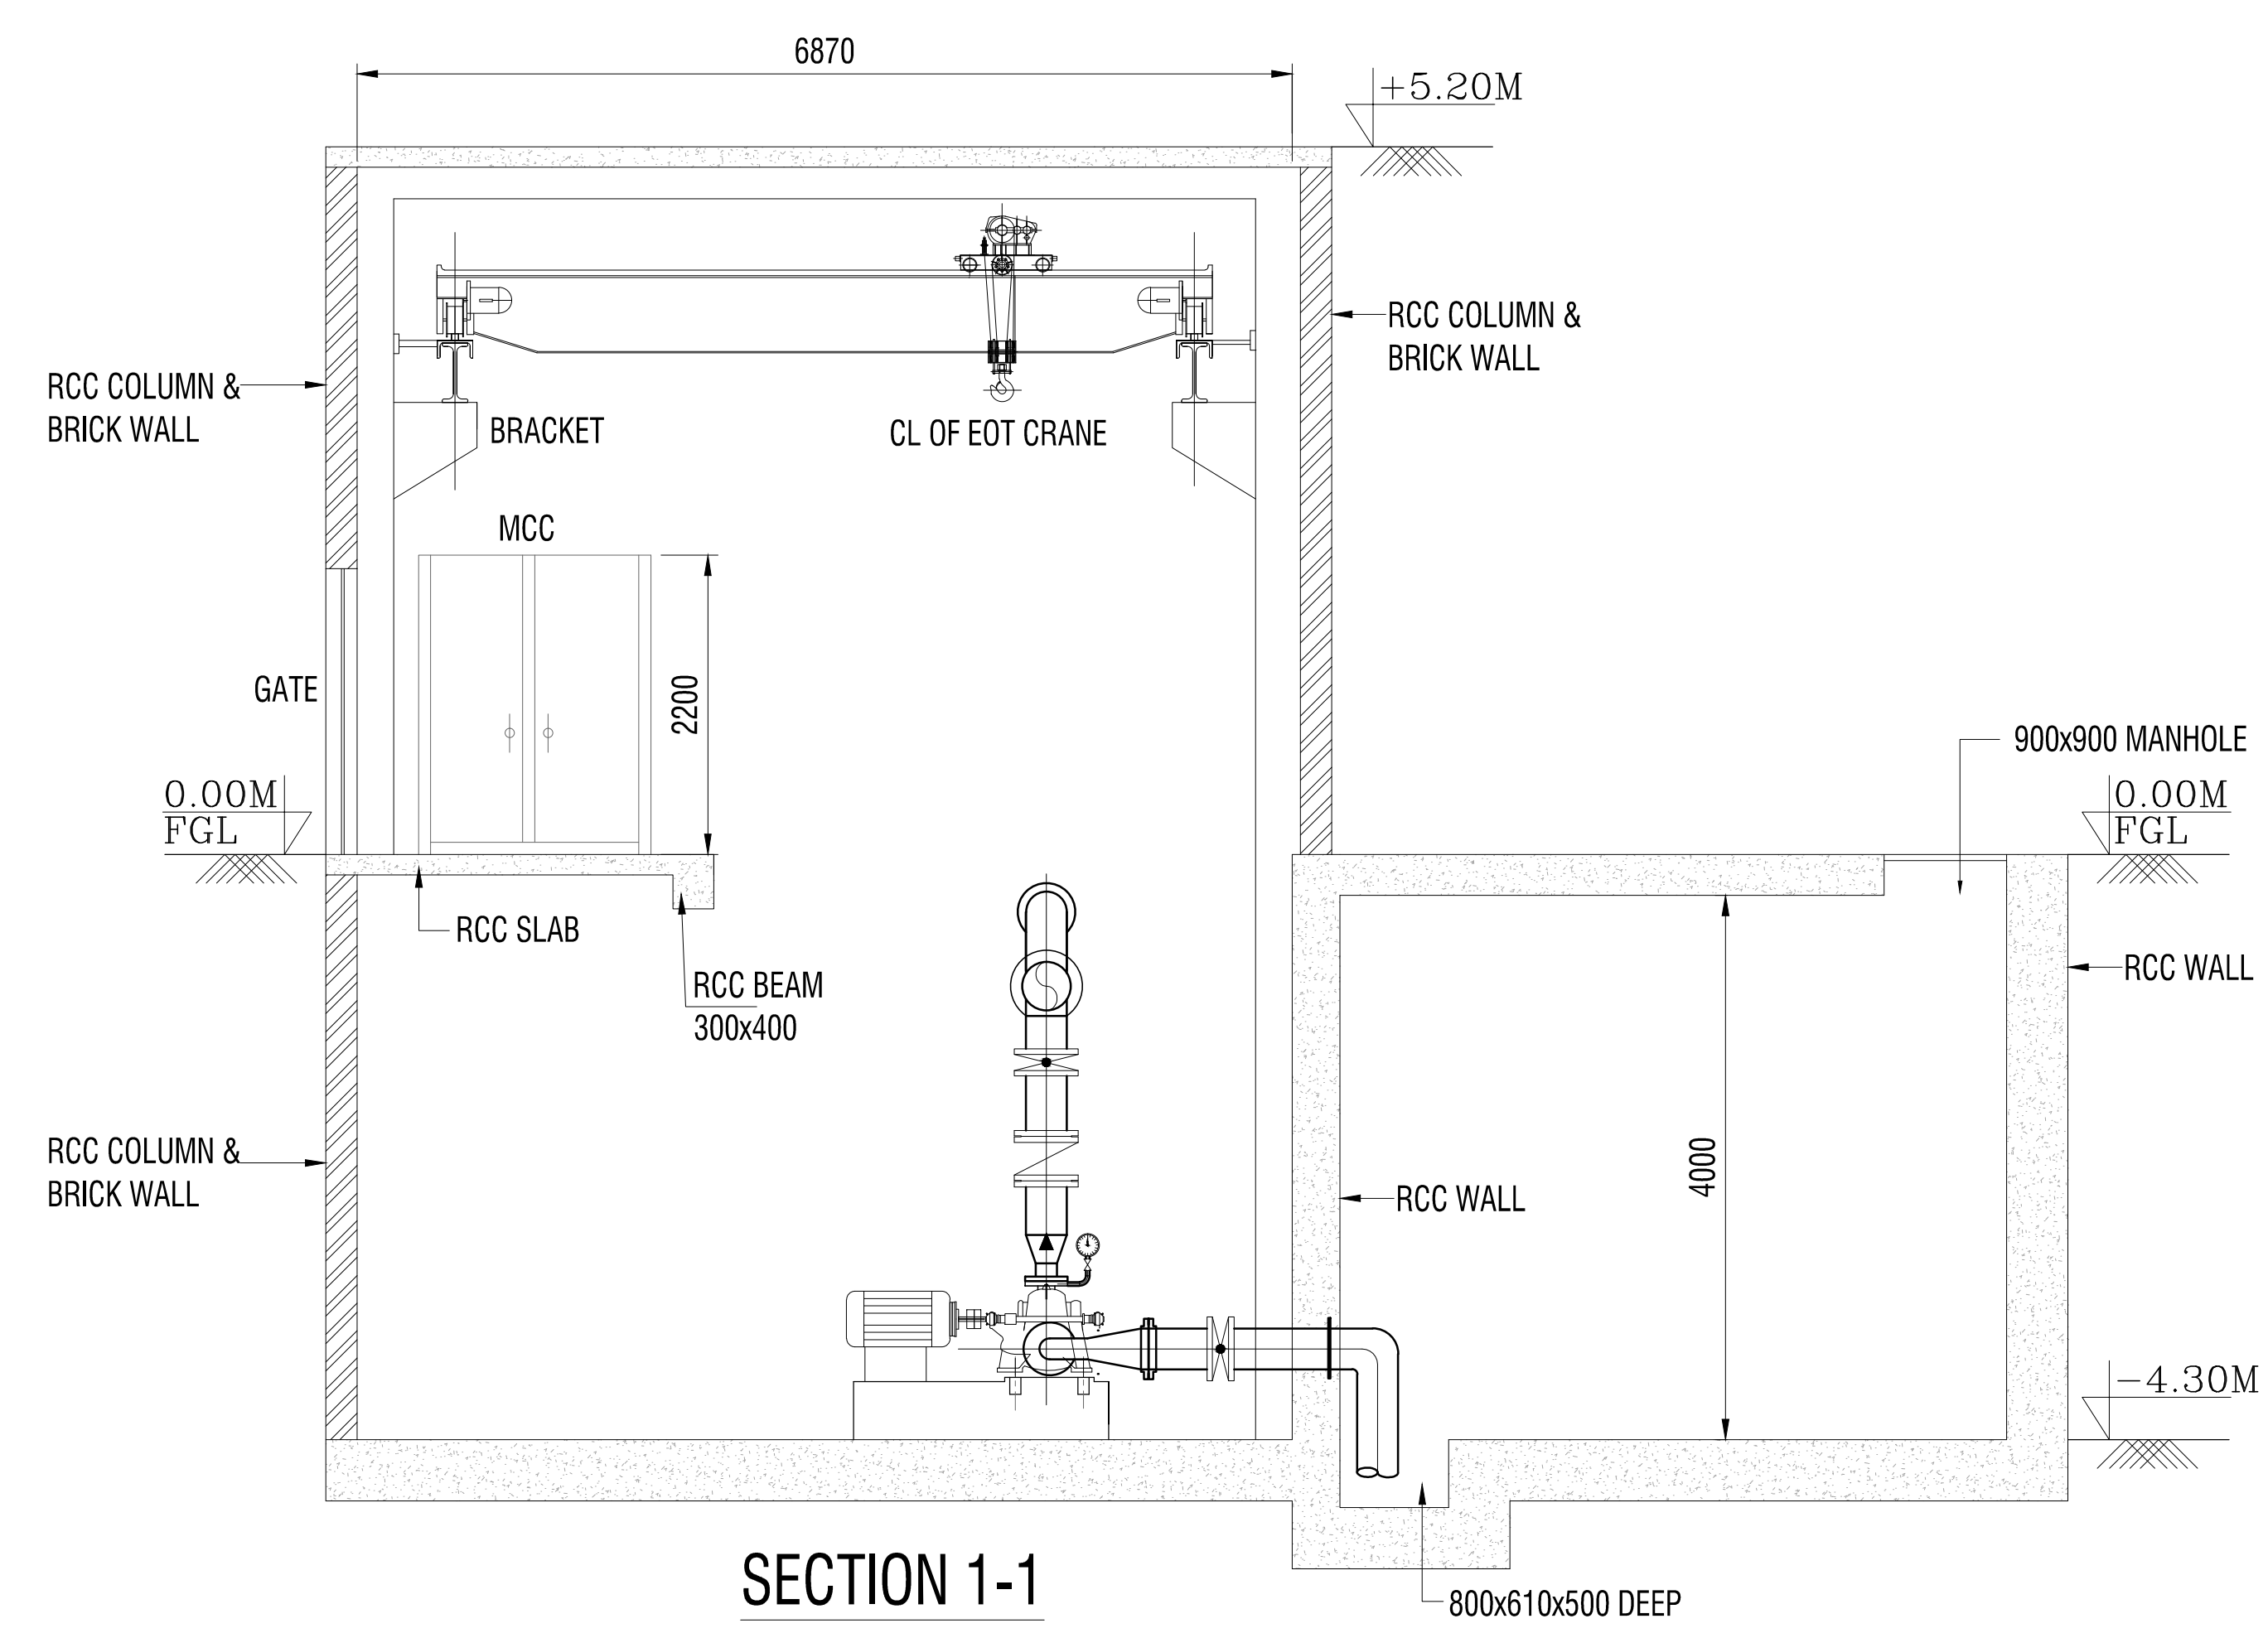 6870
+5.20M
RCC COLUMN &
BRICK WALL
RCC COLUMN &
BRICK WALL
BRACKET
CL OF EOT CRANE
MCC
2200
GATE
900x900 MANHOLE
0.00M
FGL
0.00M
FGL
RCC SLAB
RCC BEAM
300x400
RCC WALL
4000
RCC COLUMN &
BRICK WALL
RCC WALL
-4.30M
SECTION 1-1
800x610x500 DEEP